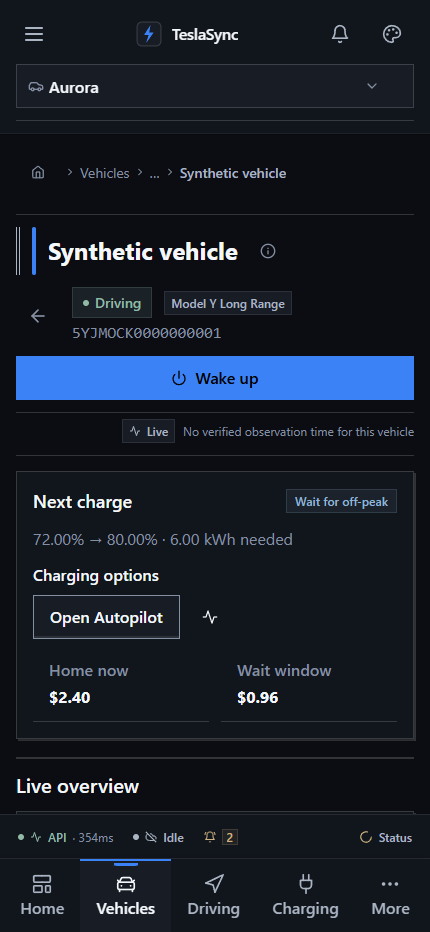 TeslaSync
Aurora
Vehicles ... Synthetic vehicle
Synthetic vehicle
Driving Model Y Long Range
5YJMOCK0000000001
Wake up
Live No verified observation time for this vehicle
Next charge Wait for off-peak
72.00% → 80.00% · 6.00 kWh needed
Charging options
Open Autopilot
Home now Wait window
$2.40 $0.96
Live overview
API · 354ms Idle 2 Status
Home Vehicles Driving Charging More